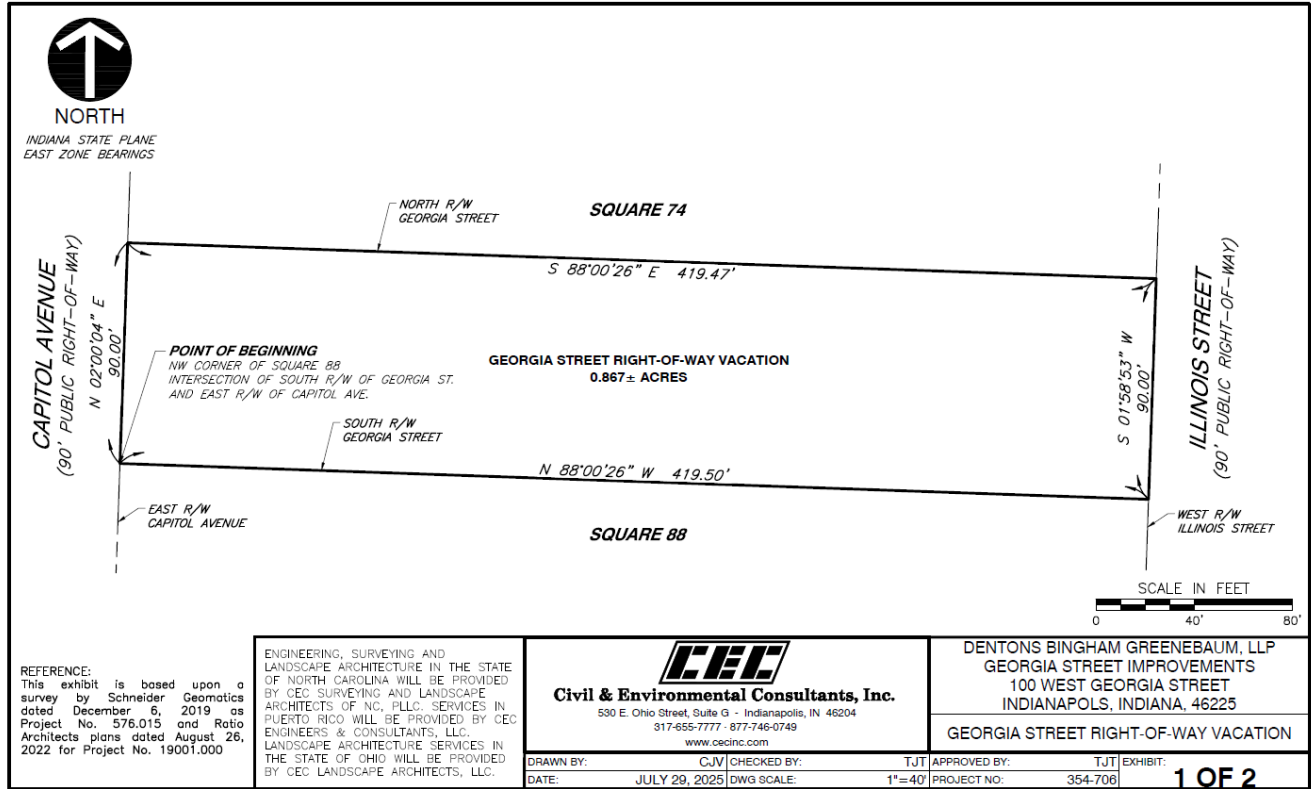 NORTH
INDIANA STATE PLANE
EAST ZONE BEARINGS
NORTH R/W
GEORGIA STREET
SQUARE 74
S 88°00'26" E 419.47'
CAPITOL AVENUE
(90' PUBLIC RIGHT-OF-WAY)
N 02°00'04" E
90.00'
POINT OF BEGINNING
NW CORNER OF SQUARE 88
INTERSECTION OF SOUTH R/W OF GEORGIA ST.
AND EAST R/W OF CAPITOL AVE.
GEORGIA STREET RIGHT-OF-WAY VACATION
0.867± ACRES
S 01°58'53" W
90.00'
ILLINOIS STREET
(90' PUBLIC RIGHT-OF-WAY)
SOUTH R/W
GEORGIA STREET
N 88°00'26" W 419.50'
EAST R/W
CAPITOL AVENUE
SQUARE 88
WEST R/W
ILLINOIS STREET
SCALE IN FEET
0 40' 80'
REFERENCE:
This exhibit is based upon a
survey by Schneider Geomatics
dated December 6, 2019 as
Project No. 576.015 and Ratio
Architects plans dated August 26,
2022 for Project No. 19001.000
ENGINEERING, SURVEYING AND
LANDSCAPE ARCHITECTURE IN THE STATE
OF NORTH CAROLINA WILL BE PROVIDED
BY CEC SURVEYING AND LANDSCAPE
ARCHITECTS OF NC, PLLC. SERVICES IN
PUERTO RICO WILL BE PROVIDED BY CEC
ENGINEERS & CONSULTANTS, LLC.
LANDSCAPE ARCHITECTURE SERVICES IN
THE STATE OF OHIO WILL BE PROVIDED
BY CEC LANDSCAPE ARCHITECTS, LLC.
CEC
Civil & Environmental Consultants, Inc.
530 E. Ohio Street, Suite G - Indianapolis, IN 46204
317-655-7777 · 877-746-0749
www.cecinc.com
DENTONS BINGHAM GREENEBAUM, LLP
GEORGIA STREET IMPROVEMENTS
100 WEST GEORGIA STREET
INDIANAPOLS, INDIANA, 46225
GEORGIA STREET RIGHT-OF-WAY VACATION
DRAWN BY: CJV CHECKED BY: TJT APPROVED BY: TJT EXHIBIT:
DATE: JULY 29, 2025 DWG SCALE: 1"=40' PROJECT NO: 354-706 1 OF 2